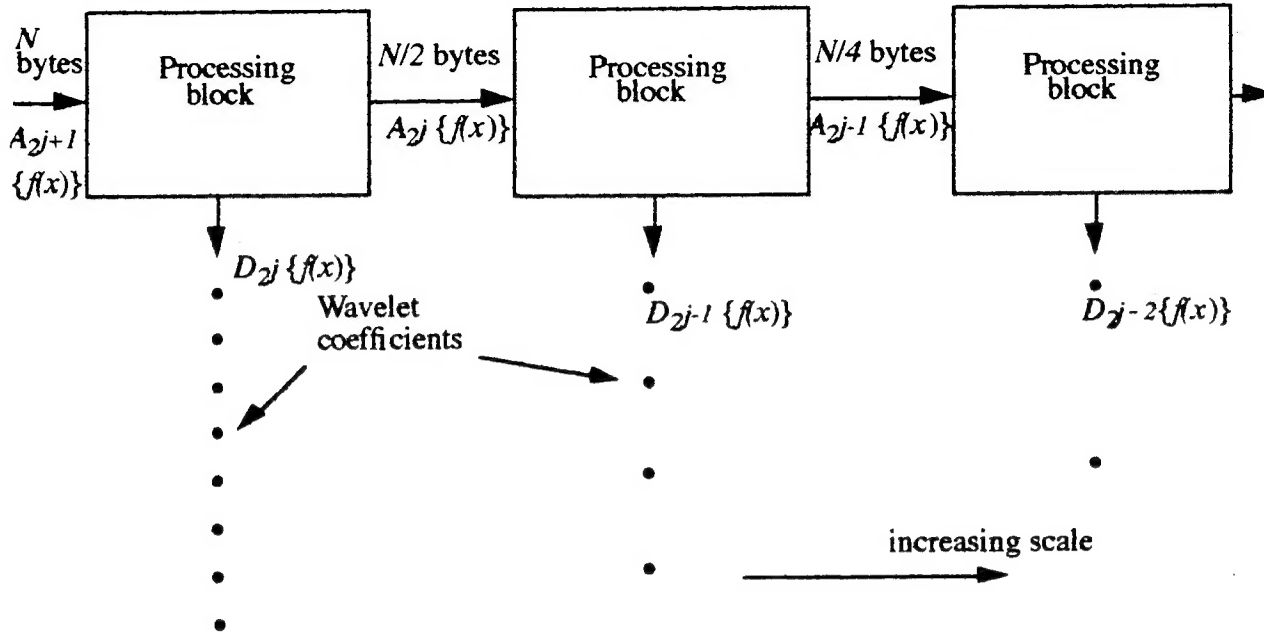 N
bytes
A2j+1
{f(x)}
Processing
block
N/2 bytes
A2j {f(x)}
Processing
block
N/4 bytes
A2j-1 {f(x)}
Processing
block
D2j {f(x)}
Wavelet
coefficients
D2j-1 {f(x)}
D2j-2{f(x)}
increasing scale